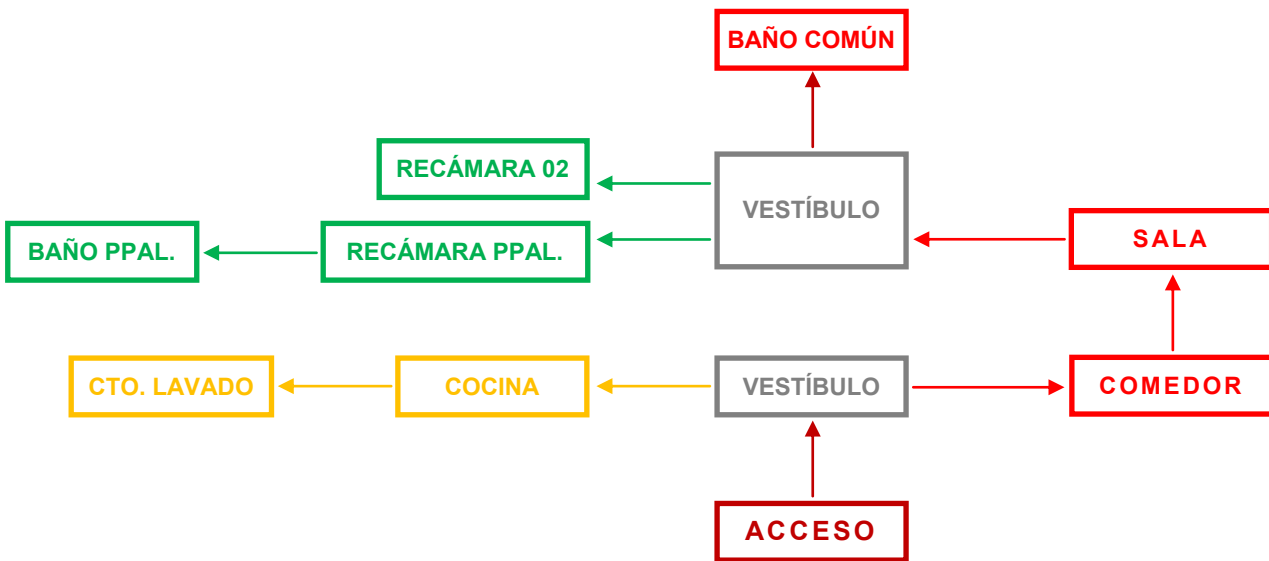 BAÑO COMÚN
RECÁMARA 02
VESTÍBULO
BAÑO PPAL.
RECÁMARA PPAL.
SALA
CTO. LAVADO
COCINA
VESTÍBULO
COMEDOR
ACCESO